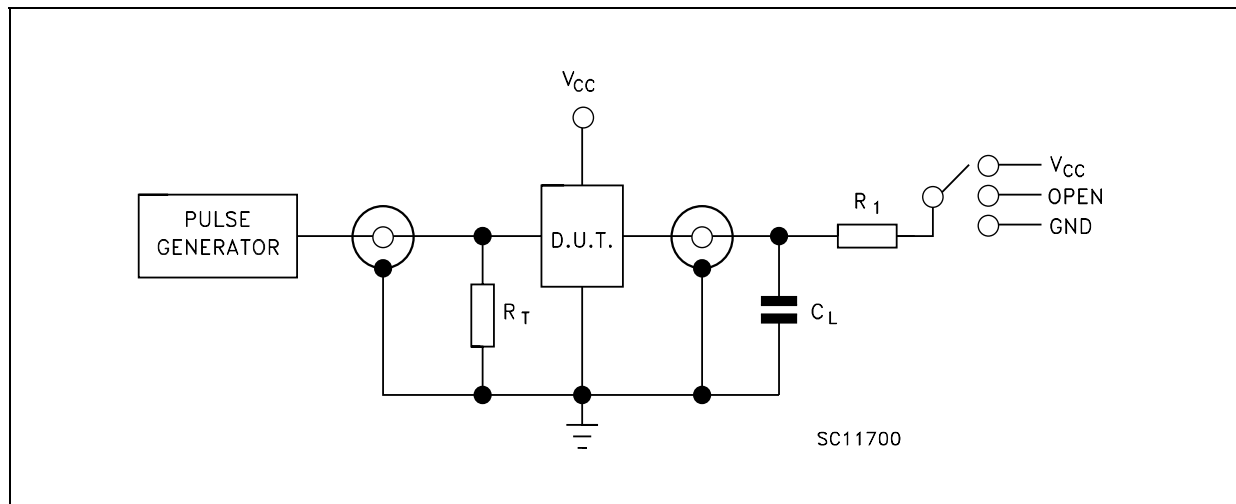 VCC
PULSE
GENERATOR
D.U.T.
RT
CL
R1
VCC
OPEN
GND
SC11700